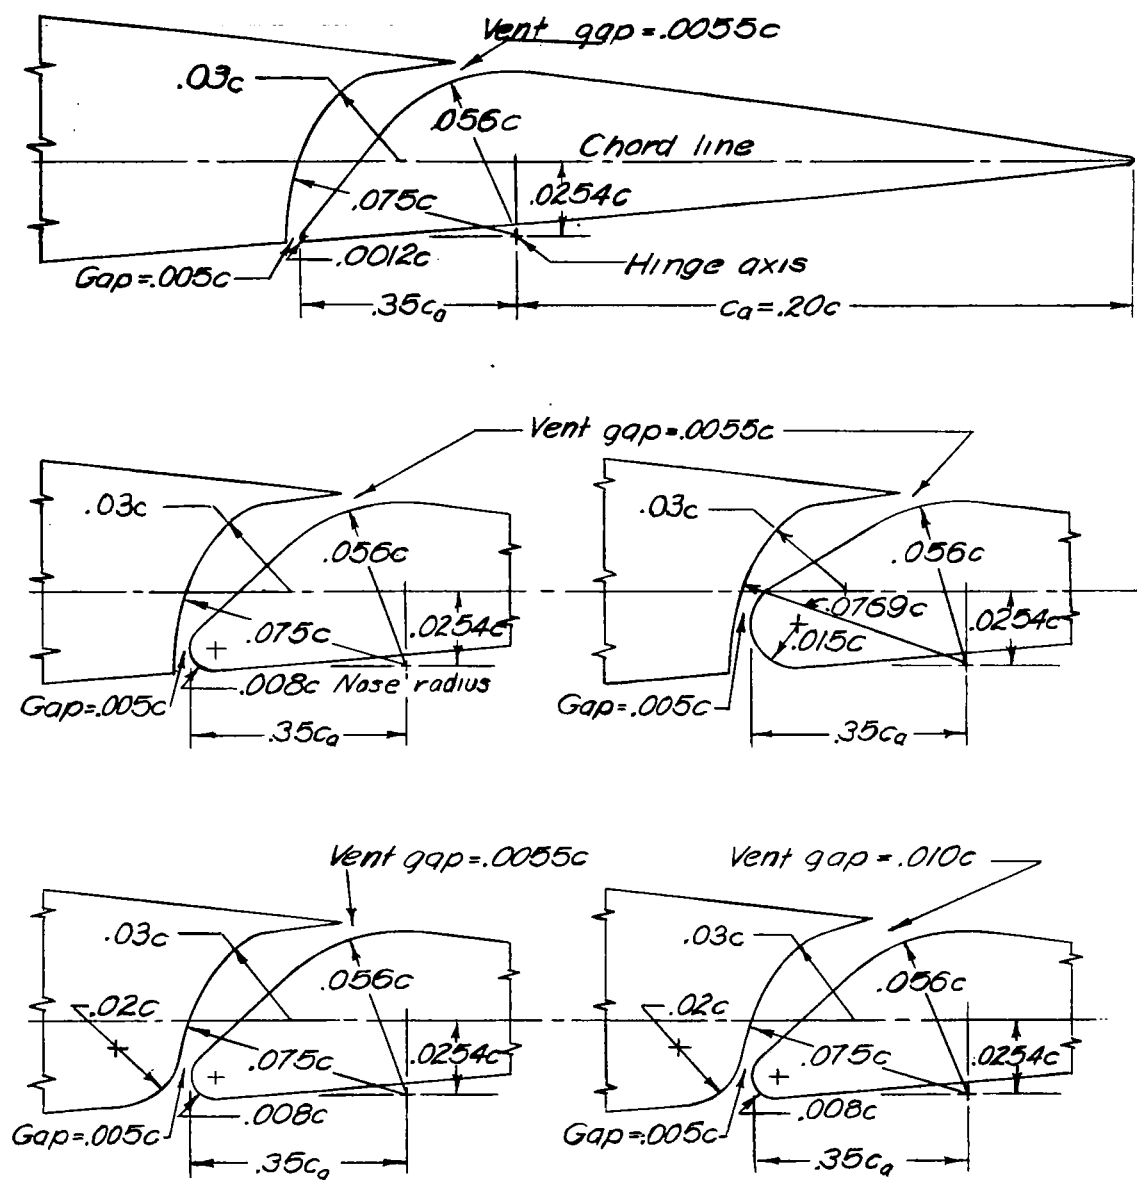 Vent gap=.0055c
.03c
.056c
Chord line
.0254c
.075c
.0012c
Hinge axis
Gap=.005c
.35ca
ca=.20c
Vent gap=.0055c
.03c
.056c
.075c
.0254c
.008c Nose radius
Gap=.005c
.35ca
.03c
.056c
.0769c
.0254c
.015c
Gap=.005c
.35ca
Vent gap=.0055c
.03c
.056c
.02c
.075c
.0254c
.008c
Gap=.005c
.35ca
Vent gap=.010c
.03c
.056c
.02c
.075c
.0254c
.008c
Gap=.005c
.35ca